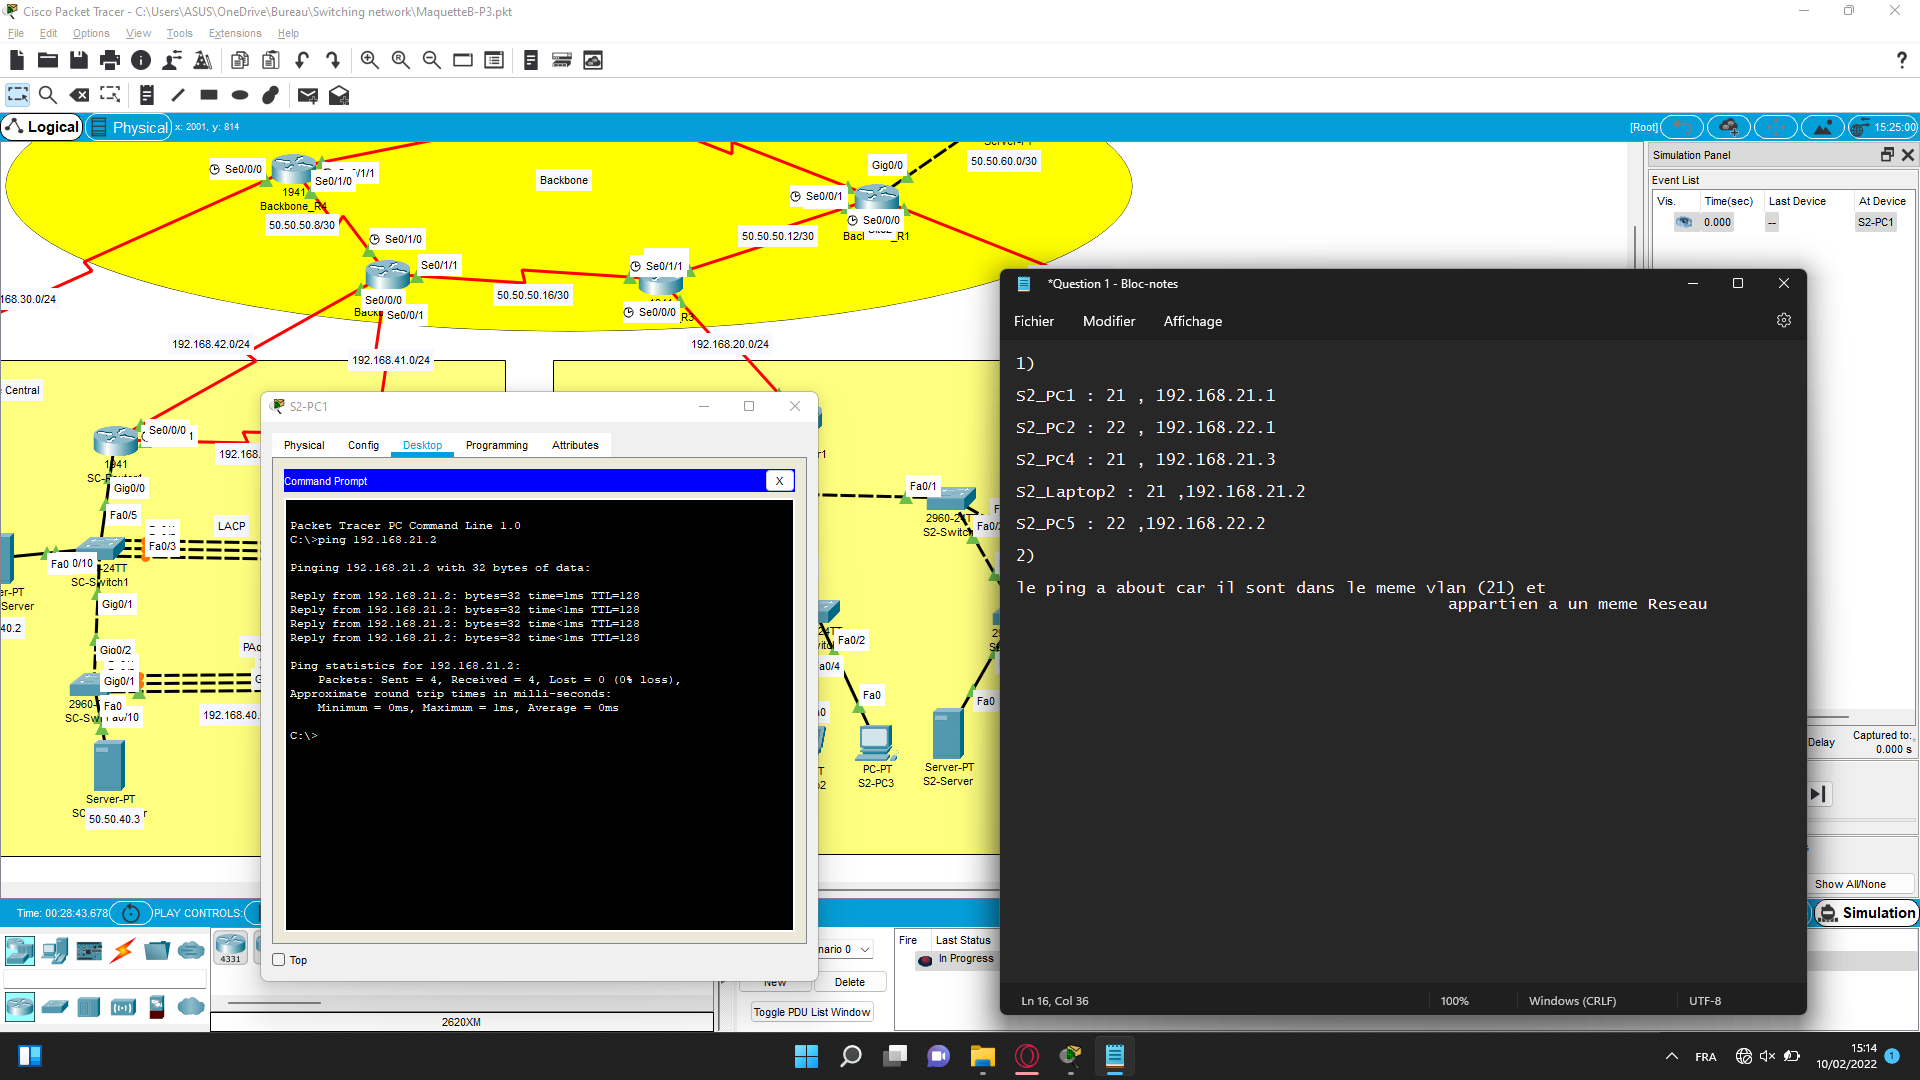 Cisco Packet Tracer - C:\Users\ASUS\OneDrive\Bureau\Switching network\MaquetteB-P3.pkt
File Edit Options View Tools Extensions Help
Logical Physical x: 2001, y: 814
[Root] 15:25:00
Se0/0/0
Se0/1/0
1941
Backbone_R4
50.50.50.8/30
Backbone
Gig0/0
50.50.60.0/30
Se0/0/1
Se0/0/0
50.50.50.12/30
Se0/1/0
Se0/1/1
Se0/1/1
Se0/0/0
Se0/0/1
50.50.50.16/30
Se0/0/0
168.30.0/24
192.168.42.0/24
192.168.41.0/24
192.168.20.0/24
Central
Se0/0/0
1941
192.168.
Gig0/0
Fa0/5
LACP
Fa0/3
Fa0
0/10
-24TT
SC-Switch1
Gig0/1
r-PT
Server
40.2
Gig0/2
Gig0/1
2960-
Fa0
192.168.40.
Server-PT
50.50.40.3
Simulation Panel
Event List
Vis. Time(sec) Last Device At Device
0.000 -- S2-PC1
Delay
Captured to:
0.000 s
Show All/None
Simulation
Fa0/1
2960-24T
S2-Switch
Fa0/2
Fa0/4
Fa0
Fa0
PC-PT
S2-PC3
Server-PT
S2-Server
S2-PC1
Physical Config Desktop Programming Attributes
Command Prompt X
Packet Tracer PC Command Line 1.0
C:\>ping 192.168.21.2
Pinging 192.168.21.2 with 32 bytes of data:
Reply from 192.168.21.2: bytes=32 time=1ms TTL=128
Reply from 192.168.21.2: bytes=32 time<1ms TTL=128
Reply from 192.168.21.2: bytes=32 time<1ms TTL=128
Reply from 192.168.21.2: bytes=32 time<1ms TTL=128
Ping statistics for 192.168.21.2:
Packets: Sent = 4, Received = 4, Lost = 0 (0% loss),
Approximate round trip times in milli-seconds:
Minimum = 0ms, Maximum = 1ms, Average = 0ms
C:\>
Top
*Question 1 - Bloc-notes
Fichier Modifier Affichage
1)
S2_PC1 : 21 , 192.168.21.1
S2_PC2 : 22 , 192.168.22.1
S2_PC4 : 21 , 192.168.21.3
S2_Laptop2 : 21 ,192.168.21.2
S2_PC5 : 22 ,192.168.22.2
2)
le ping a about car il sont dans le meme vlan (21) et
appartien a un meme Reseau
Ln 16, Col 36 100% Windows (CRLF) UTF-8
Time: 00:28:43.678 PLAY CONTROLS:
4331
2620XM
nario 0
New Delete
Toggle PDU List Window
Fire Last Status
In Progress
FRA
15:14
10/02/2022
1